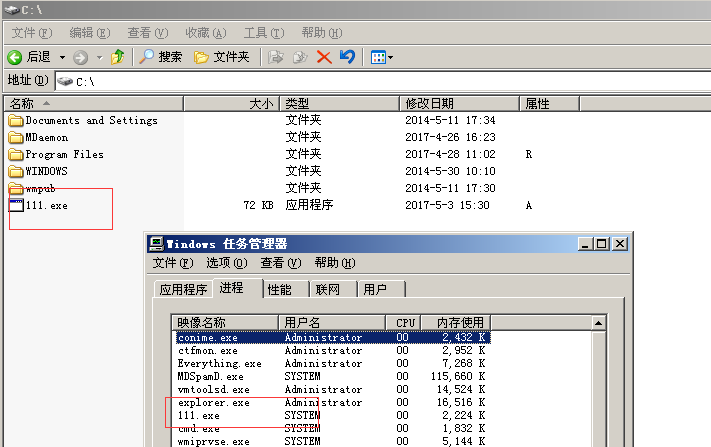 C:\
文件(F) 编辑(E) 查看(V) 收藏(A) 工具(T) 帮助(H)
后退 搜索 文件夹
地址(D) C:\
名称 大小 类型 修改日期 属性
Documents and Settings 文件夹 2014-5-11 17:34
MDaemon 文件夹 2017-4-26 16:23
Program Files 文件夹 2017-4-28 11:02 R
WINDOWS 文件夹 2014-5-30 10:10
wmpub 文件夹 2014-5-11 17:30
111.exe 72 KB 应用程序 2017-5-3 15:30 A
Windows 任务管理器
文件(F) 选项(O) 查看(V) 帮助(H)
应用程序 进程 性能 联网 用户
映像名称 用户名 CPU 内存使用
conime.exe Administrator 00 2,432 K
ctfmon.exe Administrator 00 2,952 K
Everything.exe Administrator 00 7,268 K
MDSpamD.exe SYSTEM 00 115,660 K
vmtoolsd.exe Administrator 00 14,524 K
explorer.exe Administrator 00 16,516 K
111.exe SYSTEM 00 2,224 K
cmd.exe SYSTEM 00 1,832 K
wmiprvse.exe SYSTEM 00 5,144 K